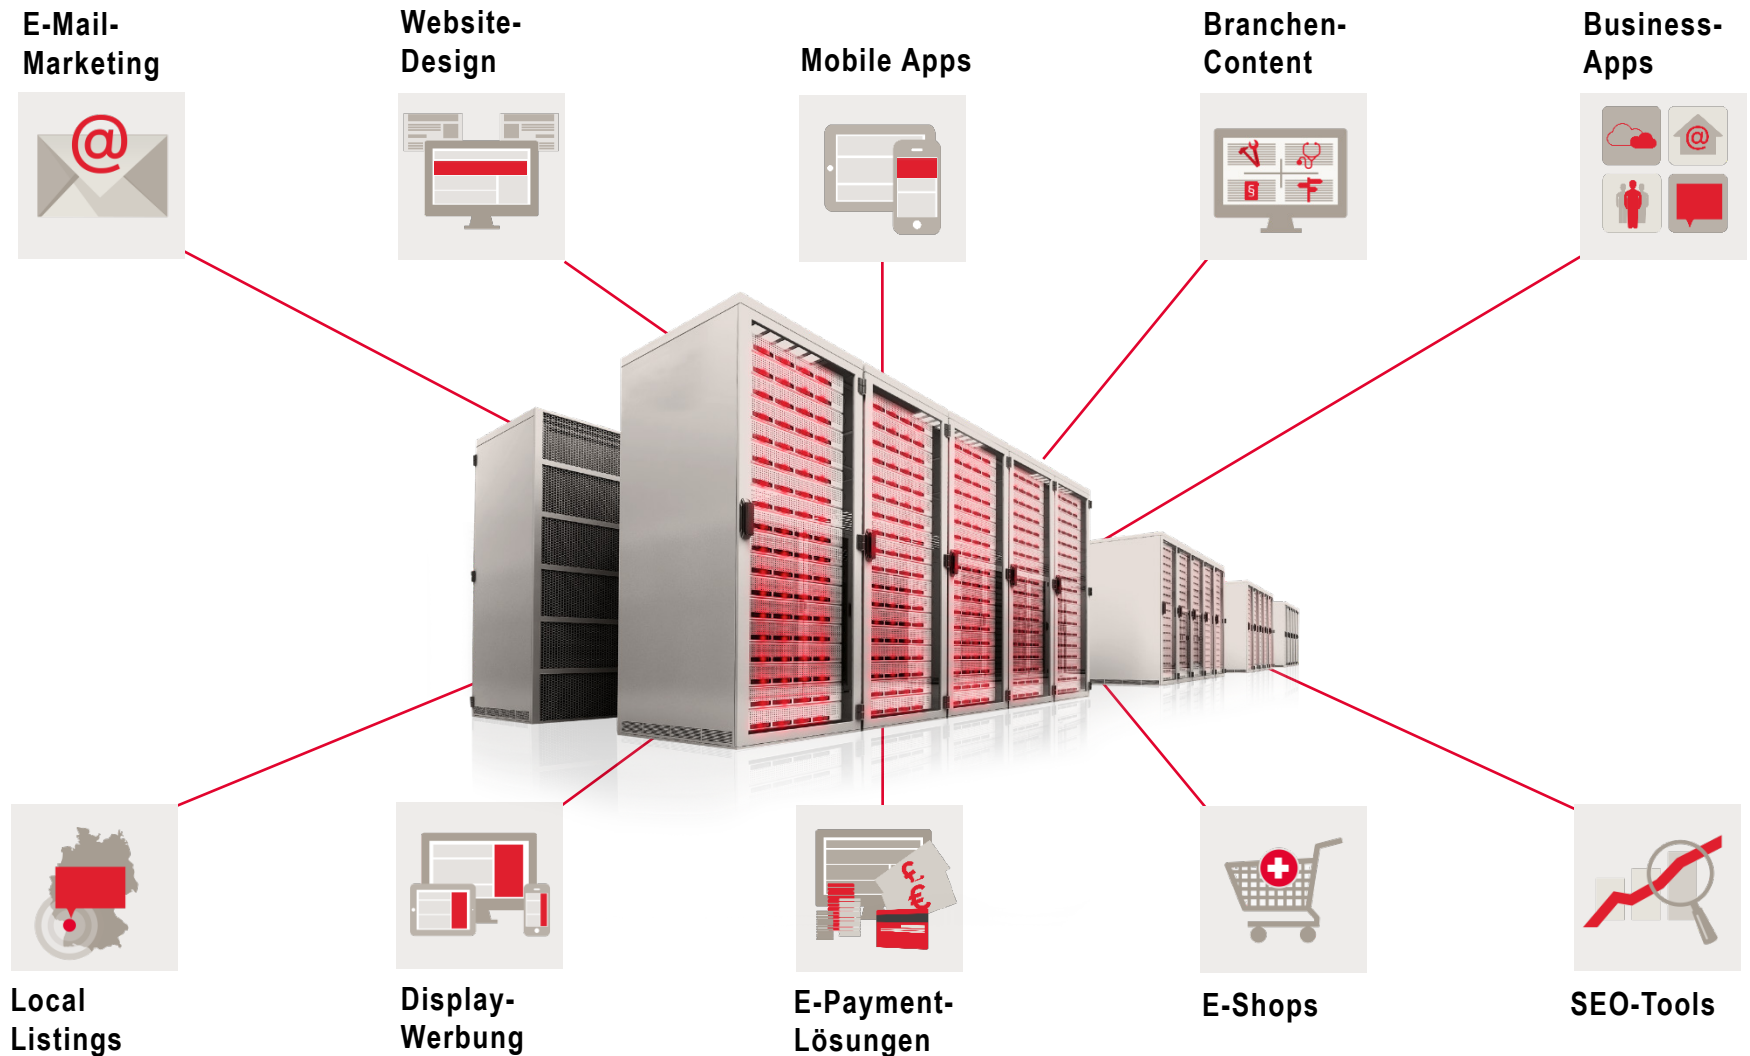 E-Mail-
Marketing
Website-
Design
Mobile Apps
Branchen-
Content
Business-
Apps
@
@
§
€
Local
Listings
Display-
Werbung
E-Payment-
Lösungen
E-Shops
SEO-Tools